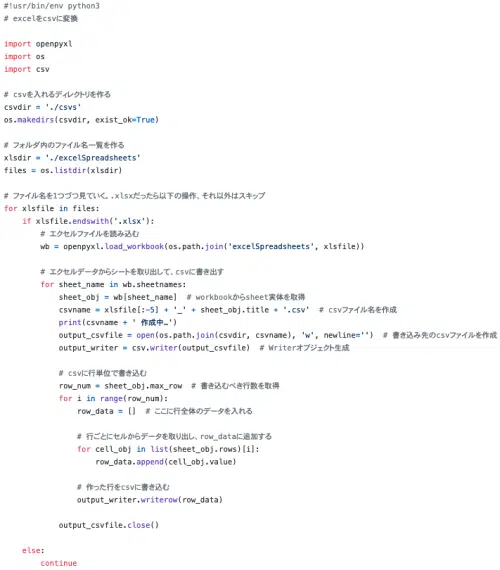 #!usr/bin/env python3
# excelをcsvに変換
import openpyxl
import os
import csv
# csvを入れるディレクトリを作る
csvdir = './csvs'
os.makedirs(csvdir, exist_ok=True)
# フォルダ内のファイル名一覧を作る
xlsdir = './excelSpreadsheets'
files = os.listdir(xlsdir)
# ファイル名を1つづつ見ていく。.xlsxだったら以下の操作、それ以外はスキップ
for xlsfile in files:
    if xlsfile.endswith('.xlsx'):
        # エクセルファイルを読み込む
        wb = openpyxl.load_workbook(os.path.join('excelSpreadsheets', xlsfile))
        # エクセルデータからシートを取り出して、csvに書き出す
        for sheet_name in wb.sheetnames:
            sheet_obj = wb[sheet_name]  # workbookからsheet実体を取得
            csvname = xlsfile[:-5] + '_' + sheet_obj.title + '.csv'  # csvファイル名を作成
            print(csvname + ' 作成中…')
            output_csvfile = open(os.path.join(csvdir, csvname), 'w', newline='')  # 書き込み先のcsvファイルを作成
            output_writer = csv.writer(output_csvfile)  # Writerオブジェクト生成
            # csvに行単位で書き込む
            row_num = sheet_obj.max_row  # 書き込むべき行数を取得
            for i in range(row_num):
                row_data = []  # ここに行全体のデータを入れる
                # 行ごとにセルからデータを取り出し、row_dataに追加する
                for cell_obj in list(sheet_obj.rows)[i]:
                    row_data.append(cell_obj.value)
                # 作った行をcsvに書き込む
                output_writer.writerow(row_data)
            output_csvfile.close()
    else:
        continue